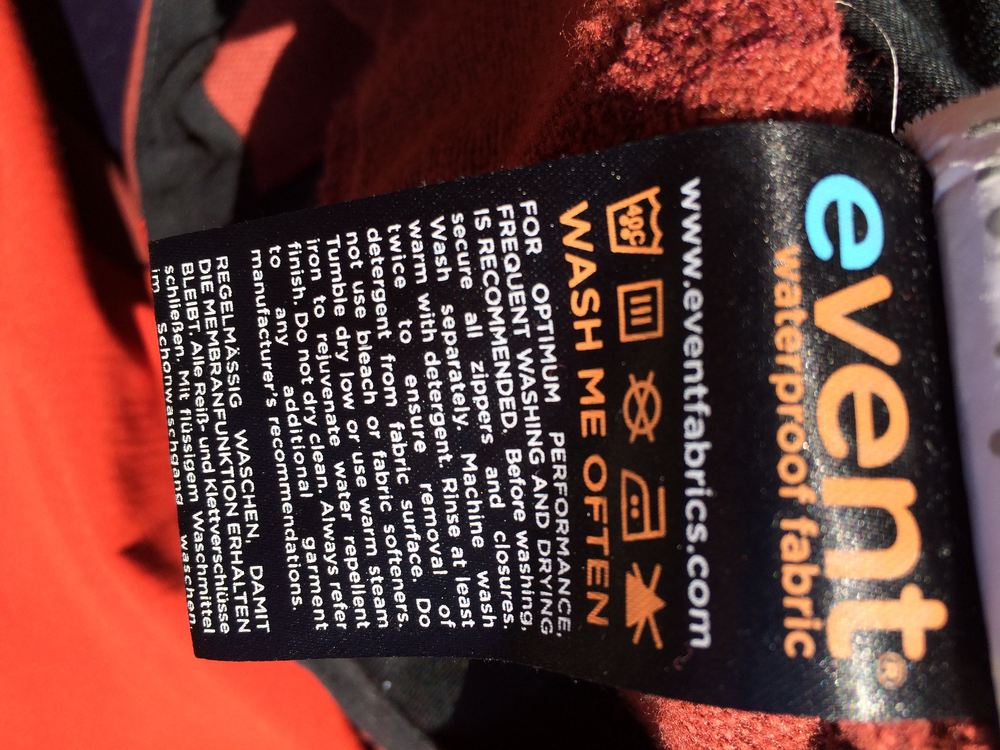 event®
waterproof fabric
www.eventfabrics.com
40°C
WASH ME OFTEN
FOR OPTIMUM PERFORMANCE,
FREQUENT WASHING AND DRYING
IS RECOMMENDED. Before washing,
secure all zippers and closures.
Wash separately. Machine wash
warm with detergent. Rinse at least
twice to ensure removal of
detergent from fabric surface. Do
not use bleach or fabric softeners.
Tumble dry low or use warm steam
iron to rejuvenate water repellent
finish. Do not dry clean. Always refer
to any additional garment
manufacturer's recommendations.
REGELMÄSSIG WASCHEN, DAMIT
DIE MEMBRANFUNKTION ERHALTEN
BLEIBT. Alle Reiß- und Klettverschlüsse
schließen. Mit flüssigem Waschmittel
im Schonwaschgang waschen.